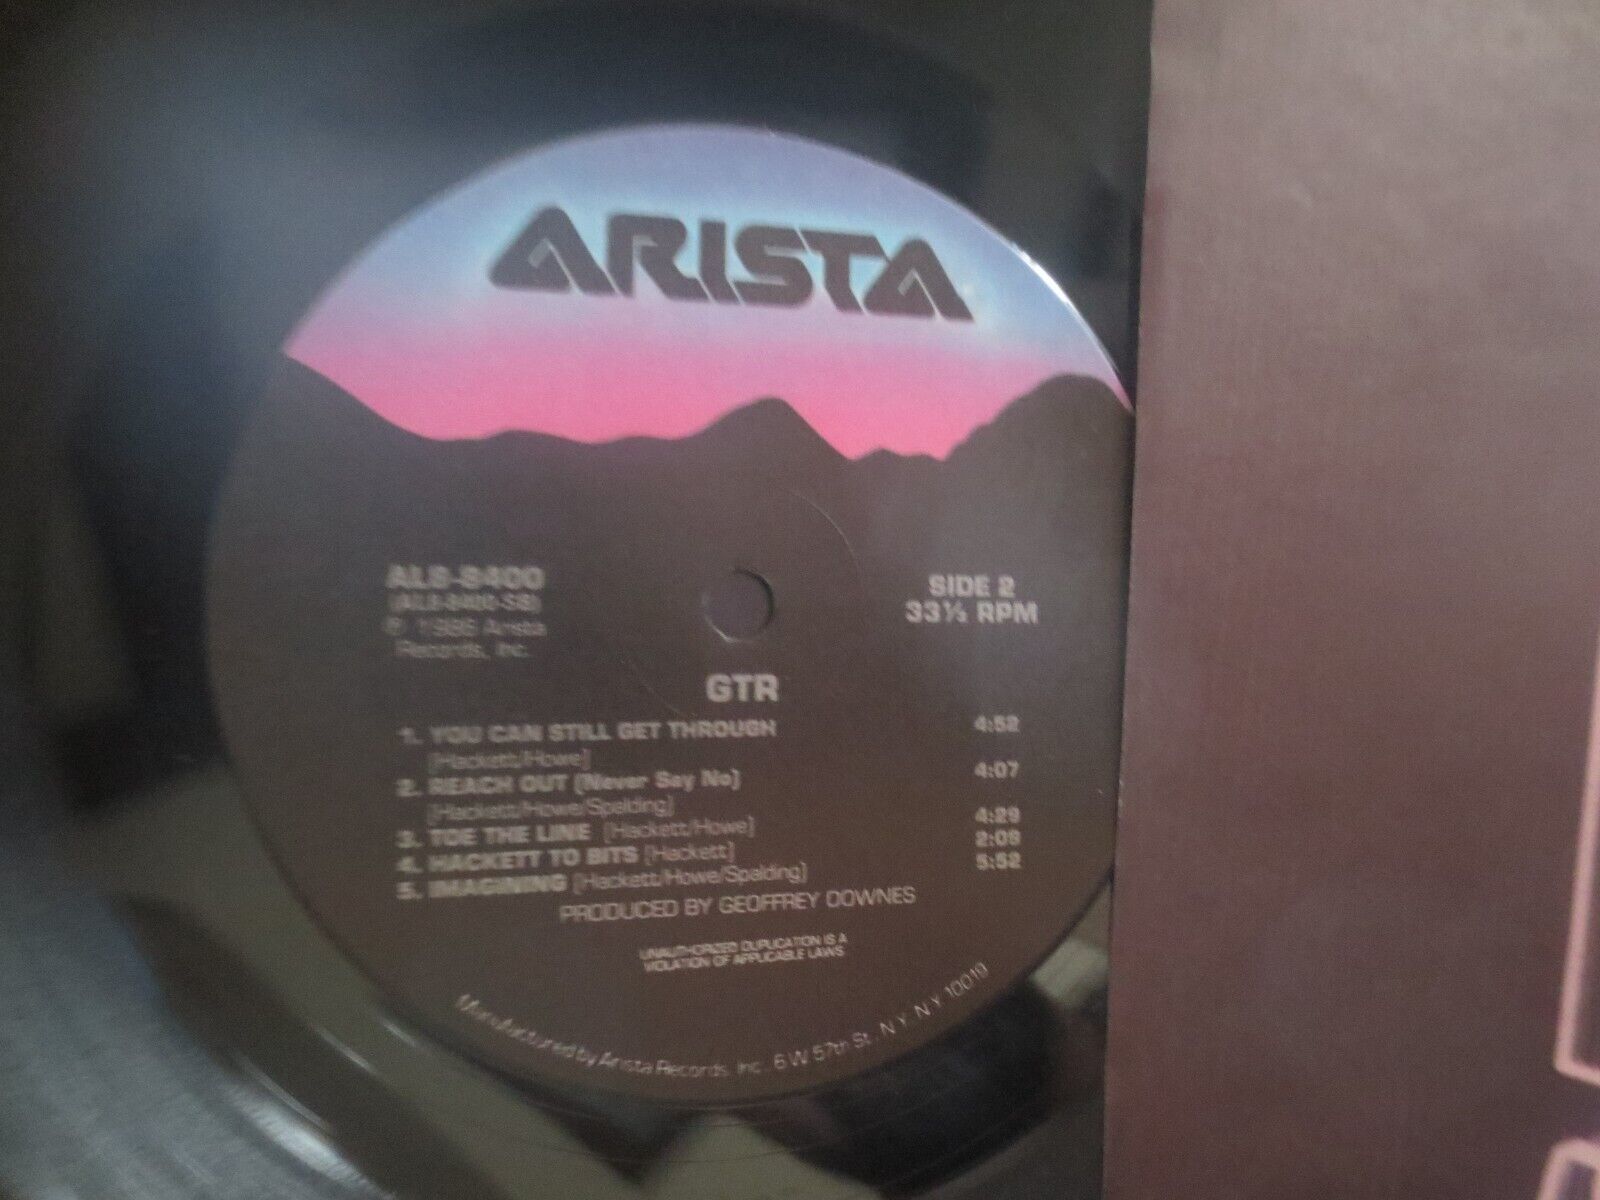 ARISTA
AL8-8400
(AL8-8400-SB)
℗ 1986 Arista
Records, Inc.
SIDE 2
33⅓ RPM
GTR
1. YOU CAN STILL GET THROUGH 4:52
[Hackett/Howe]
2. REACH OUT (Never Say No) 4:07
[Hackett/Howe/Spalding]
3. TOE THE LINE [Hackett/Howe] 4:29
4. HACKETT TO BITS [Hackett] 2:08
5. IMAGINING [Hackett/Howe/Spalding] 5:52
PRODUCED BY GEOFFREY DOWNES
UNAUTHORIZED DUPLICATION IS A
VIOLATION OF APPLICABLE LAWS
Manufactured by Arista Records, Inc. 6 W 57th St., N.Y. N.Y. 10019